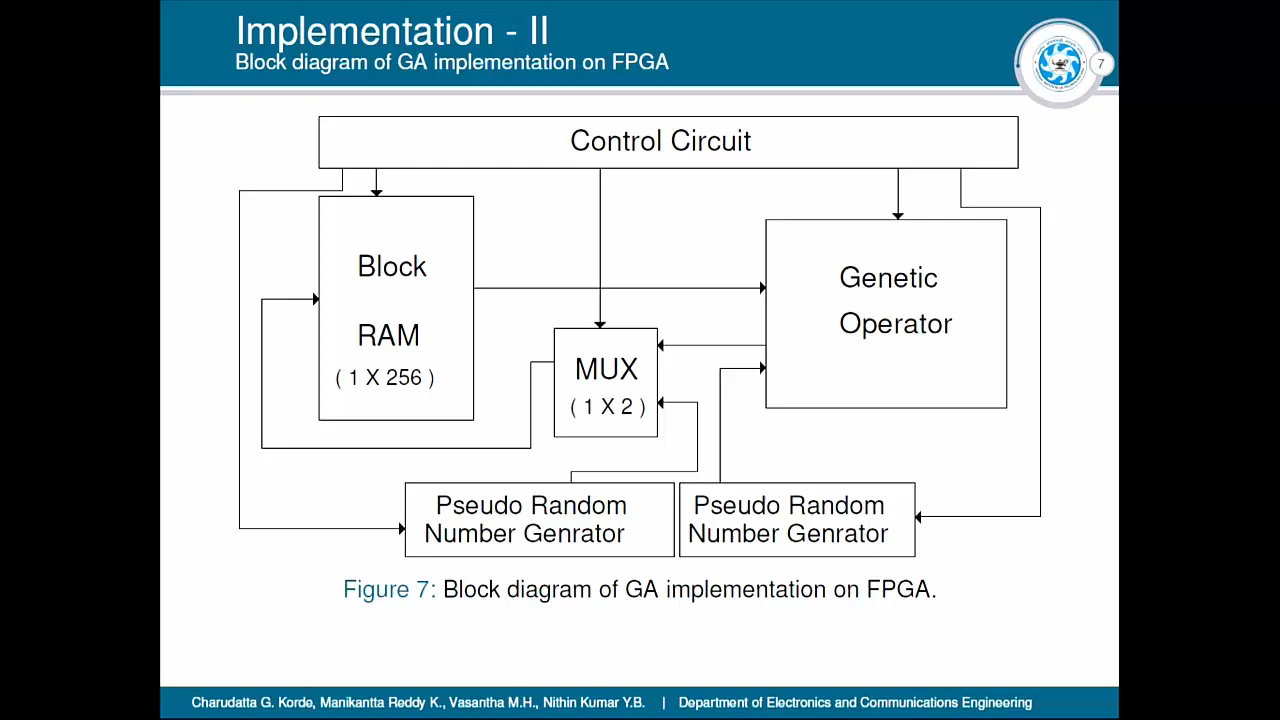 Implementation - II
Block diagram of GA implementation on FPGA
7
Control Circuit
Block
RAM
( 1 X 256 )
MUX
( 1 X 2 )
Genetic
Operator
Pseudo Random
Number Genrator
Pseudo Random
Number Genrator
Figure 7: Block diagram of GA implementation on FPGA.
Charudatta G. Korde, Manikantta Reddy K., Vasantha M.H., Nithin Kumar Y.B. | Department of Electronics and Communications Engineering